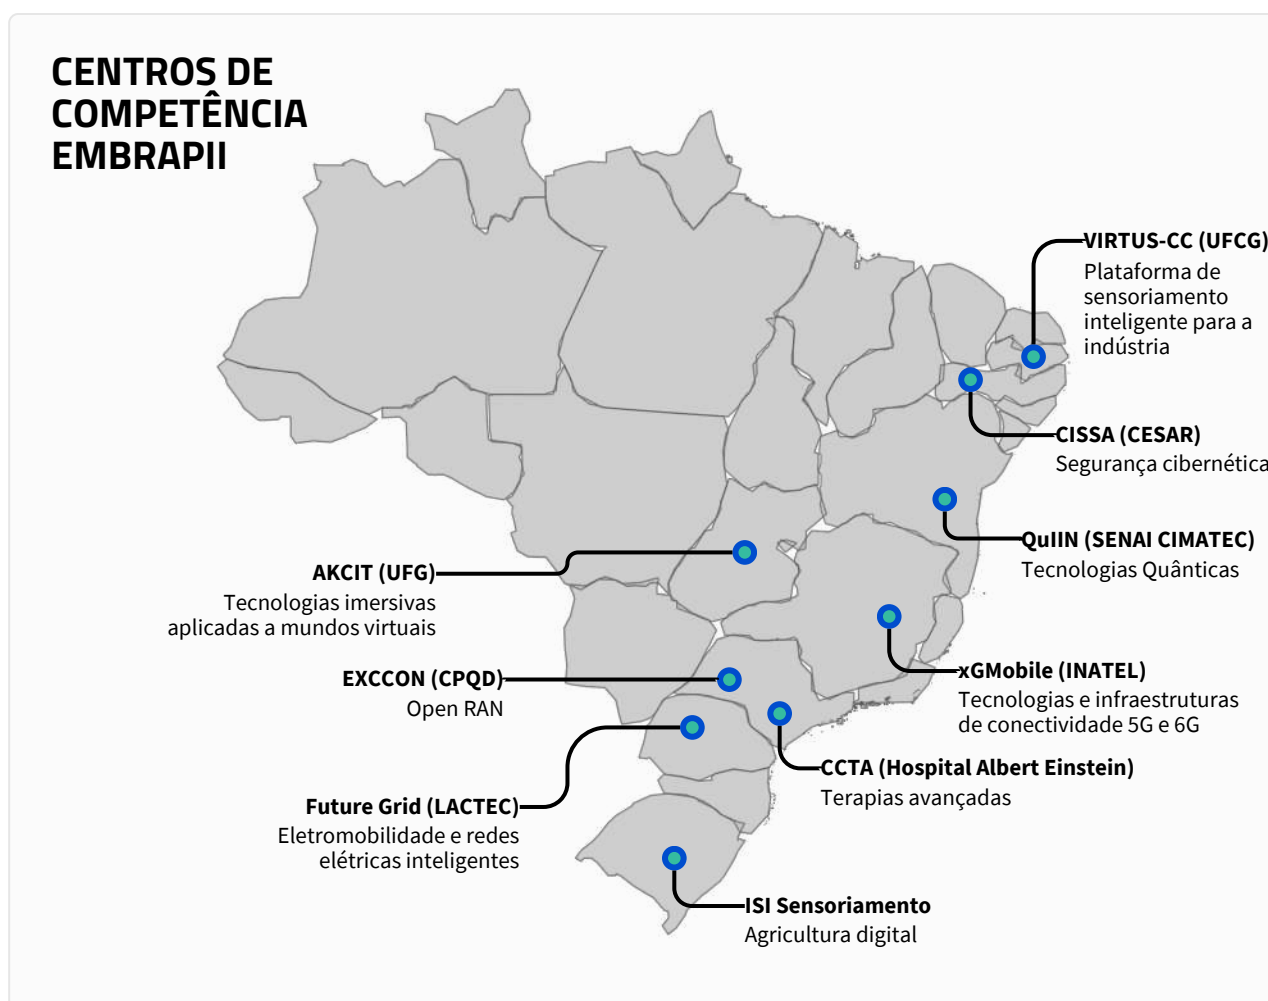 CENTROS DE
COMPETÊNCIA
EMBRAPII
VIRTUS-CC (UFCG)
Plataforma de
sensoriamento
inteligente para a
indústria
CISSA (CESAR)
Segurança cibernética
QuIIN (SENAI CIMATEC)
Tecnologias Quânticas
AKCIT (UFG)
Tecnologias imersivas
aplicadas a mundos virtuais
xGMobile (INATEL)
Tecnologias e infraestruturas
de conectividade 5G e 6G
EXCCON (CPQD)
Open RAN
CCTA (Hospital Albert Einstein)
Terapias avançadas
Future Grid (LACTEC)
Eletromobilidade e redes
elétricas inteligentes
ISI Sensoriamento
Agricultura digital